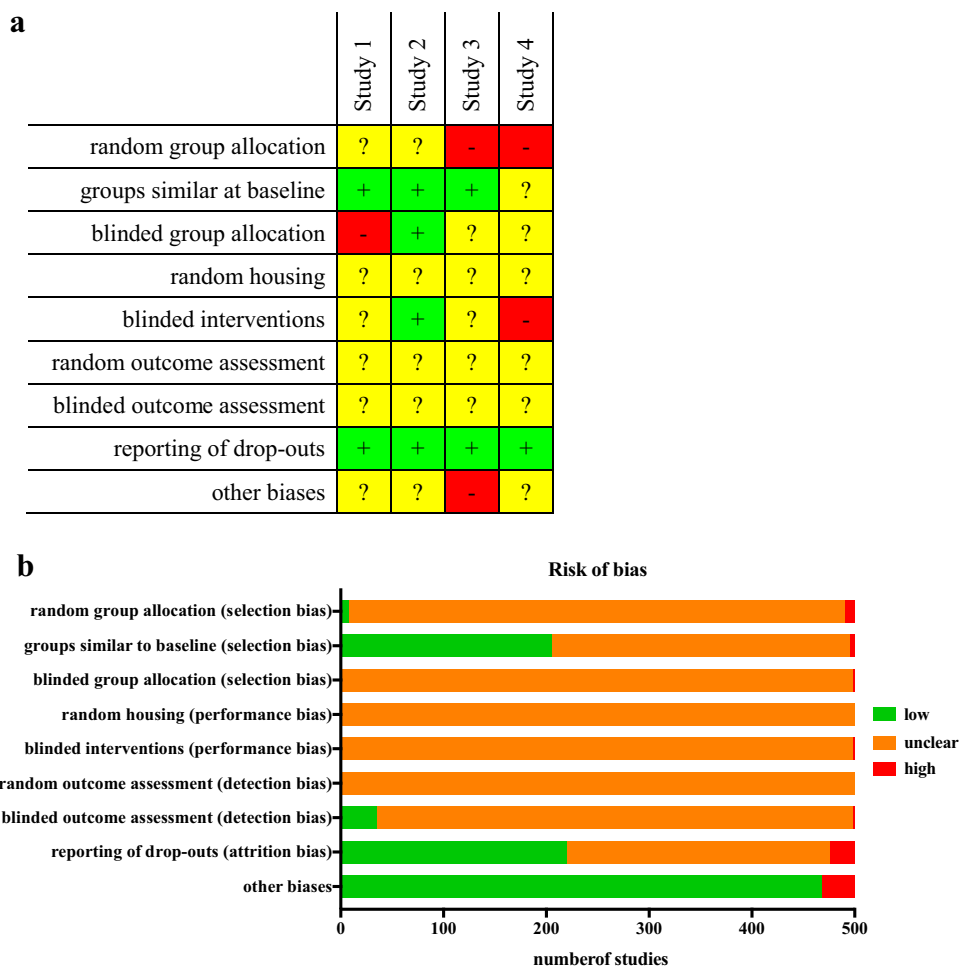 a
Study 1 Study 2 Study 3 Study 4
random group allocation ? ? - -
groups similar at baseline + + + ?
blinded group allocation - + ? ?
random housing ? ? ? ?
blinded interventions ? + ? -
random outcome assessment ? ? ? ?
blinded outcome assessment ? ? ? ?
reporting of drop-outs + + + +
other biases ? ? - ?
b
Risk of bias
random group allocation (selection bias)
groups similar to baseline (selection bias)
blinded group allocation (selection bias)
random housing (performance bias)
blinded interventions (performance bias)
random outcome assessment (detection bias)
blinded outcome assessment (detection bias)
reporting of drop-outs (attrition bias)
other biases
low
unclear
high
0 100 200 300 400 500
numberof studies